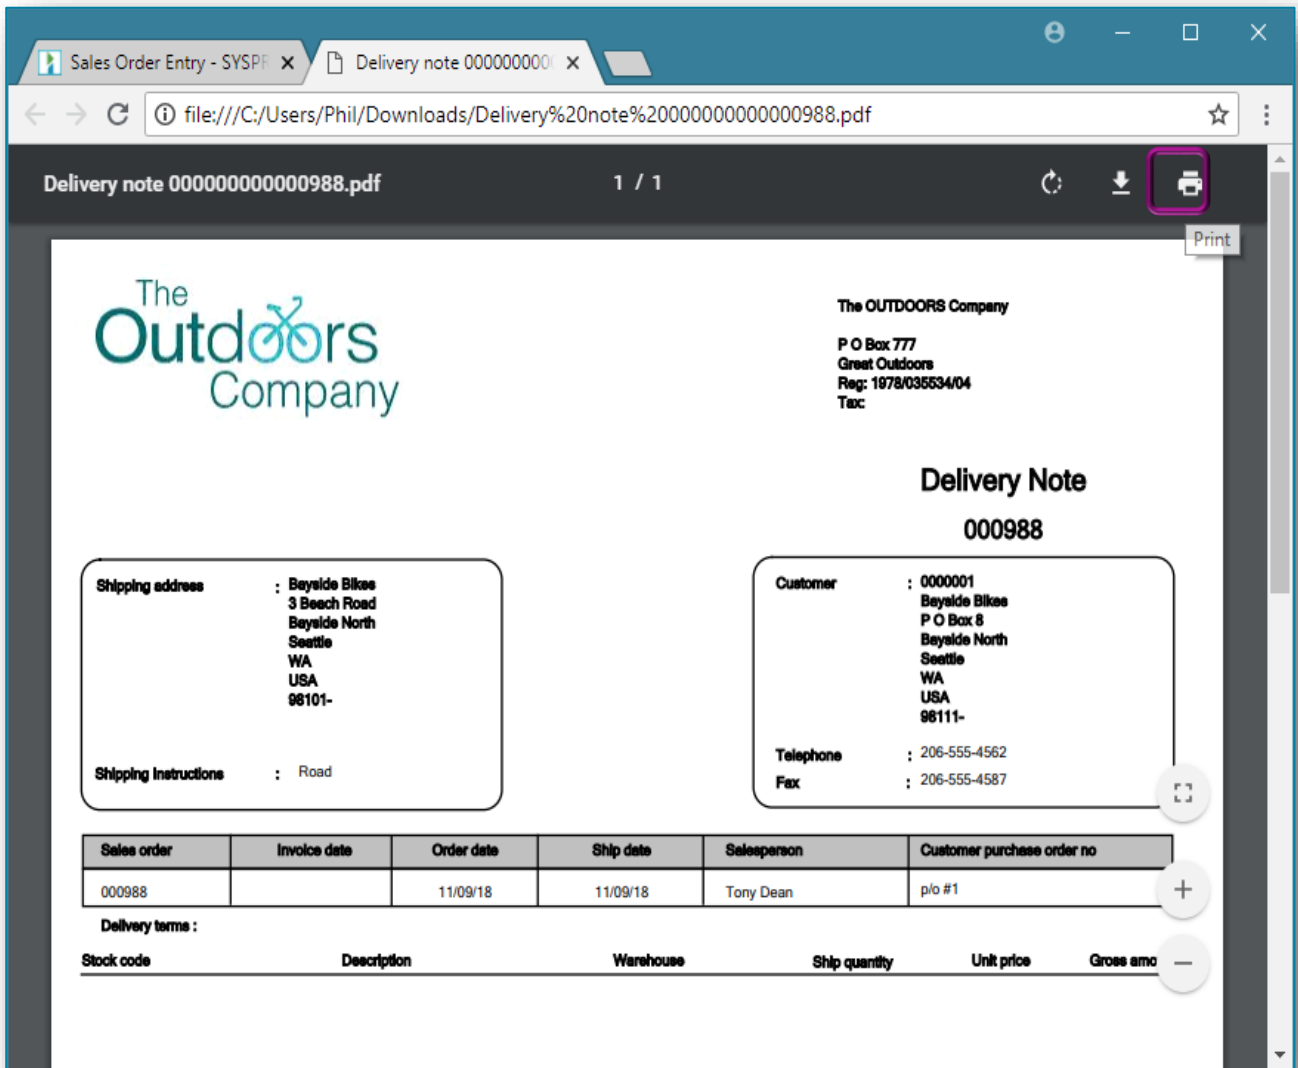 Sales Order Entry - SYSPR
Delivery note 000000000
file:///C:/Users/Phil/Downloads/Delivery%20note%20000000000000988.pdf
Delivery note 000000000000988.pdf
1 / 1
Print
The
Outdoors
Company
The OUTDOORS Company
P O Box 777
Great Outdoors
Reg: 1978/035534/04
Tax:
Delivery Note
000988
Shipping address : Bayside Bikes
3 Beach Road
Bayside North
Seattle
WA
USA
98101-
Shipping Instructions : Road
Customer : 0000001
Bayside Bikes
P O Box 8
Bayside North
Seattle
WA
USA
98111-
Telephone : 206-555-4562
Fax : 206-555-4587
Sales order Invoice date Order date Ship date Salesperson Customer purchase order no
000988 11/09/18 11/09/18 Tony Dean p/o #1
Delivery terms :
Stock code Description Warehouse Ship quantity Unit price Gross amo